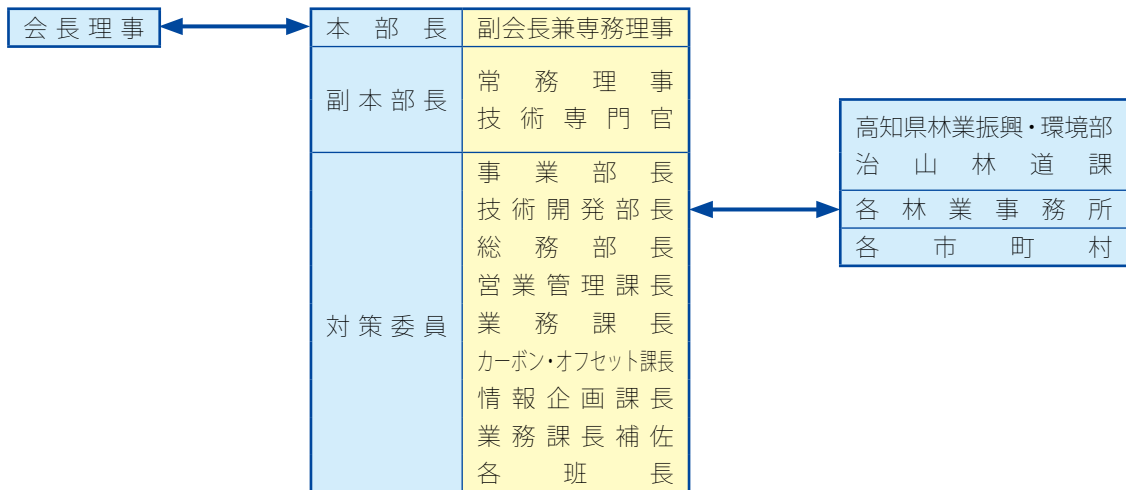 会長理事
本部長 副会長兼専務理事
副本部長
常務理事
技術専門官
対策委員
事業部長
技術開発部長
総務部長
営業管理課長
業務課長
カーボン・オフセット課長
情報企画課長
業務課長補佐
各班長
高知県林業振興・環境部
治山林道課
各林業事務所
各市町村